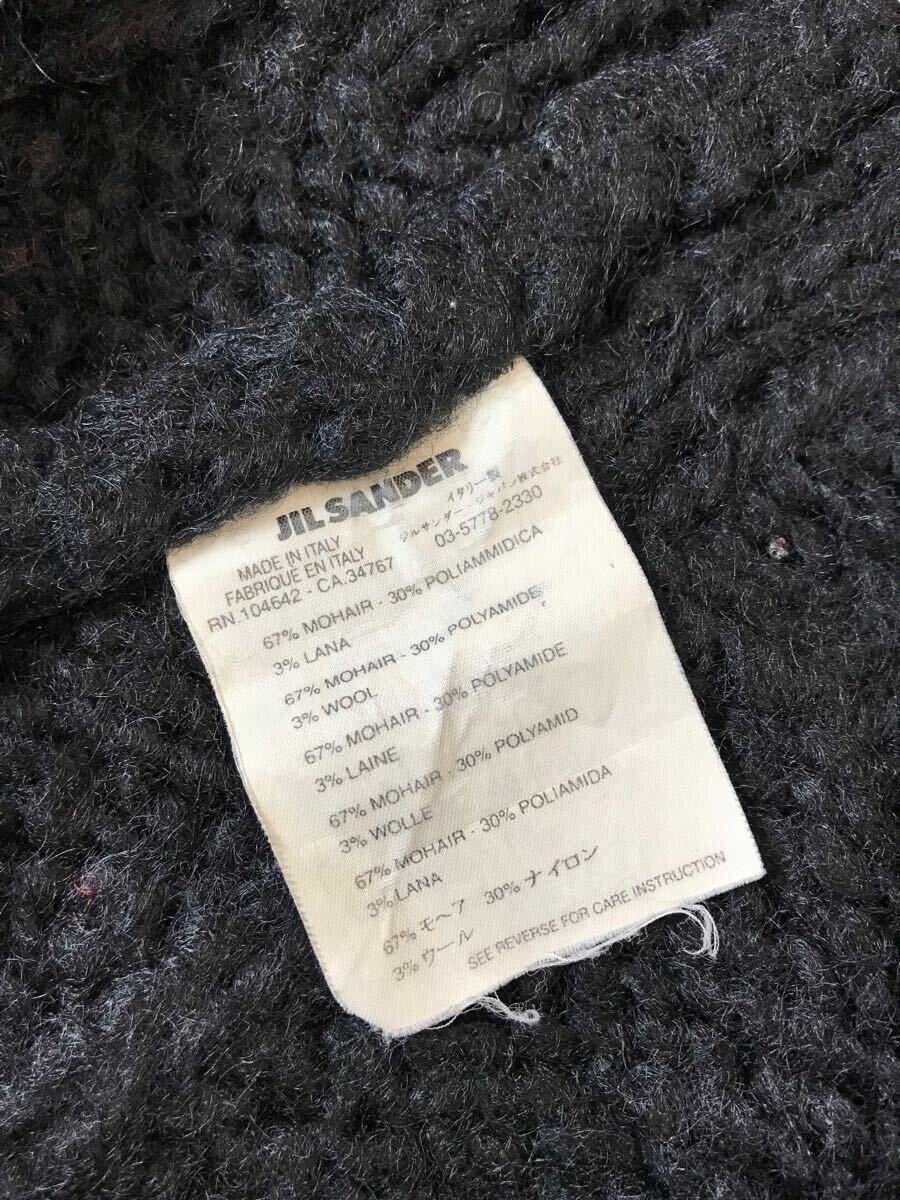 JIL SANDER
MADE IN ITALY
FABRIQUE EN ITALY
RN.104642 - CA.34767
イタリー製
ジルサンダー ジャパン株式会社
03-5778-2330
67% MOHAIR - 30% POLIAMMIDICA
3% LANA
67% MOHAIR - 30% POLYAMIDE
3% WOOL
67% MOHAIR - 30% POLYAMIDE
3% LAINE
67% MOHAIR - 30% POLYAMID
3% WOLLE
67% MOHAIR - 30% POLIAMIDA
3% LANA
67% モヘア 30% ナイロン
3% ウール
SEE REVERSE FOR CARE INSTRUCTION